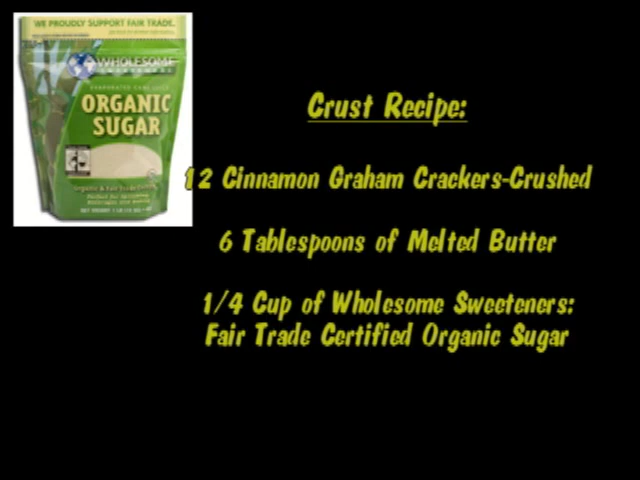 WE PROUDLY SUPPORT FAIR TRADE.
WHOLESOME
ORGANIC
SUGAR
Crust Recipe:
12 Cinnamon Graham Crackers-Crushed
6 Tablespoons of Melted Butter
1/4 Cup of Wholesome Sweeteners:
Fair Trade Certified Organic Sugar